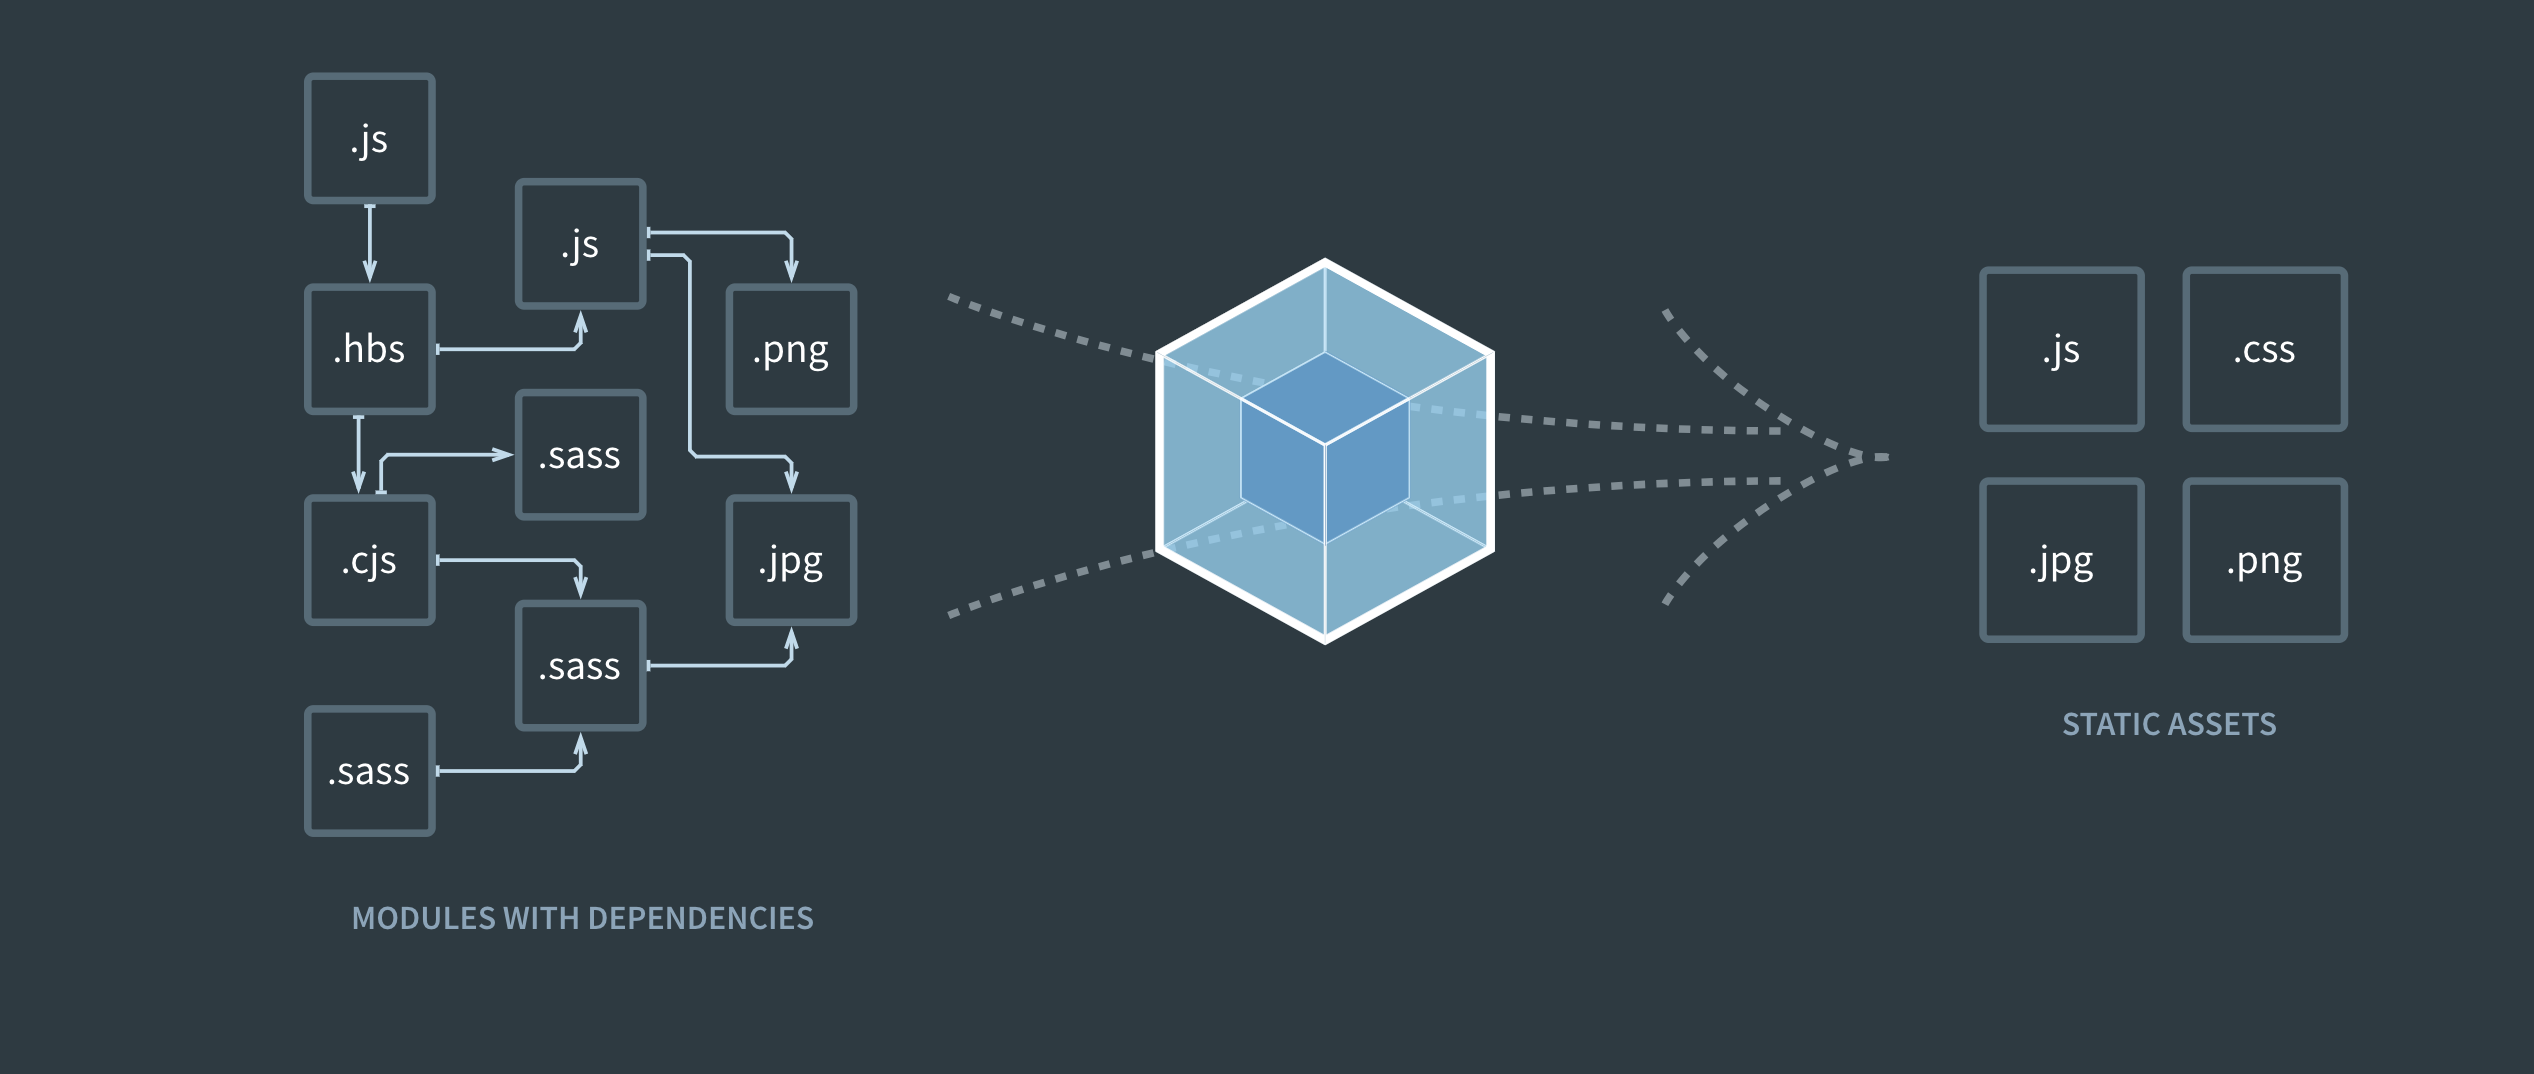 .js
.js
.hbs
.png
.sass
.cjs
.jpg
.sass
.sass
MODULES WITH DEPENDENCIES
.js
.css
.jpg
.png
STATIC ASSETS